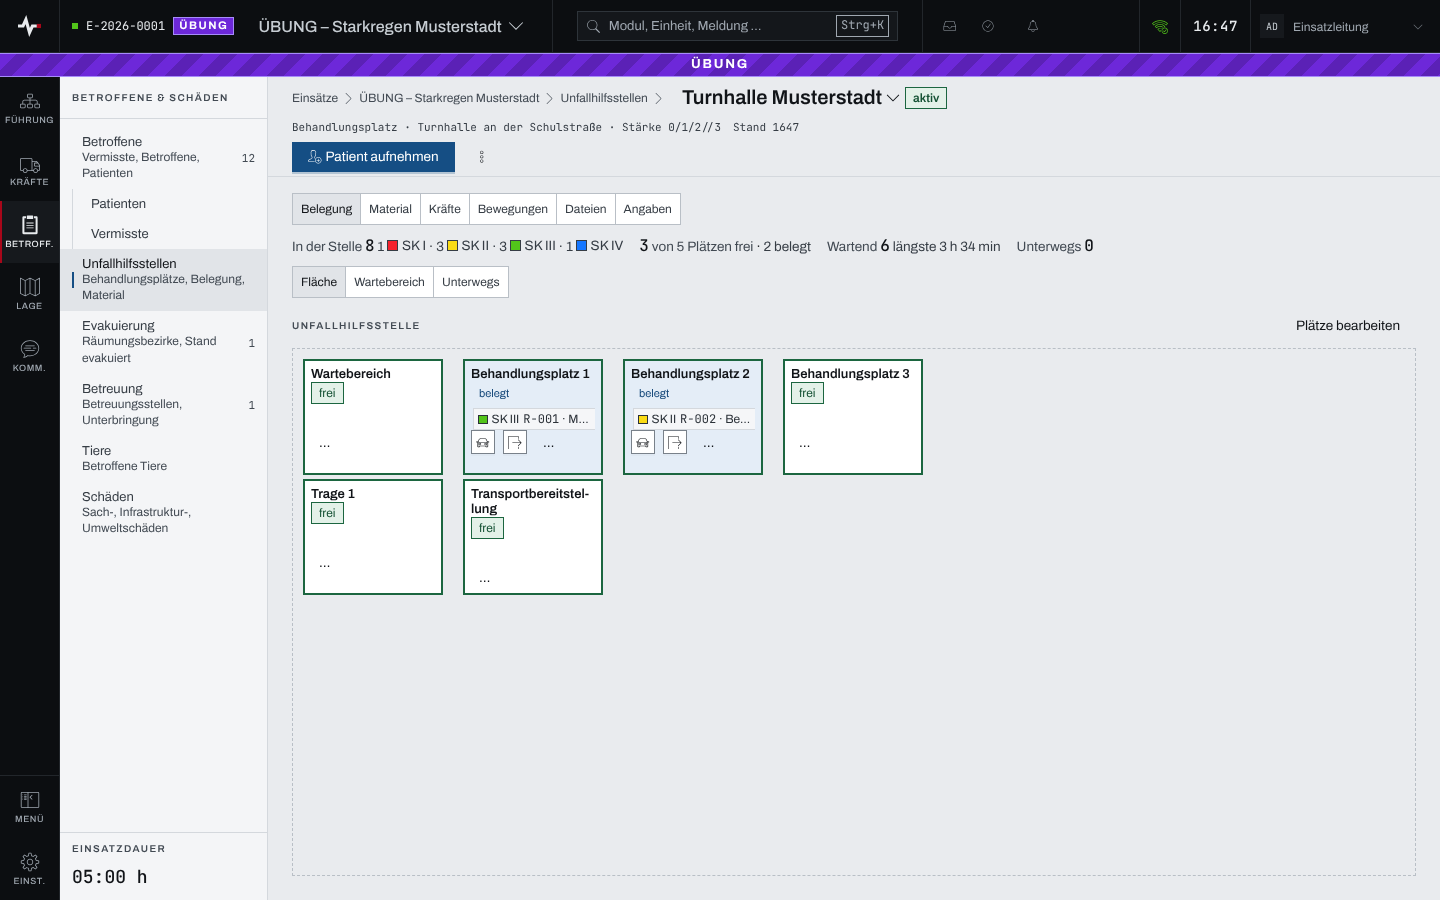 E-2026-0001 ÜBUNG ÜBUNG – Starkregen Musterstadt Modul, Einheit, Meldung ... Strg+K 16:47 AD Einsatzleitung
ÜBUNG
FÜHRUNG
KRÄFTE
BETROFF.
LAGE
KOMM.
MENÜ
EINST.
BETROFFENE & SCHÄDEN
Betroffene
Vermisste, Betroffene, Patienten 12
Patienten
Vermisste
Unfallhilfsstellen
Behandlungsplätze, Belegung,
Material
Evakuierung
Räumungsbezirke, Stand
evakuiert 1
Betreuung
Betreuungsstellen,
Unterbringung 1
Tiere
Betroffene Tiere
Schäden
Sach-, Infrastruktur-,
Umweltschäden
EINSATZDAUER
05:00 h
Einsätze ÜBUNG – Starkregen Musterstadt Unfallhilfsstellen Turnhalle Musterstadt aktiv
Behandlungsplatz · Turnhalle an der Schulstraße · Stärke 0/1/2//3 Stand 1647
Patient aufnehmen
Belegung Material Kräfte Bewegungen Dateien Angaben
In der Stelle 8 1 SK I · 3 SK II · 3 SK III · 1 SK IV 3 von 5 Plätzen frei · 2 belegt Wartend 6 längste 3 h 34 min Unterwegs 0
Fläche Wartebereich Unterwegs
UNFALLHILFSSTELLE Plätze bearbeiten
Wartebereich
frei
...
Behandlungsplatz 1
belegt
SK III R-001 · M...
...
Behandlungsplatz 2
belegt
SK II R-002 · Be...
...
Behandlungsplatz 3
frei
...
Trage 1
frei
...
Transportbereitstel-
lung
frei
...